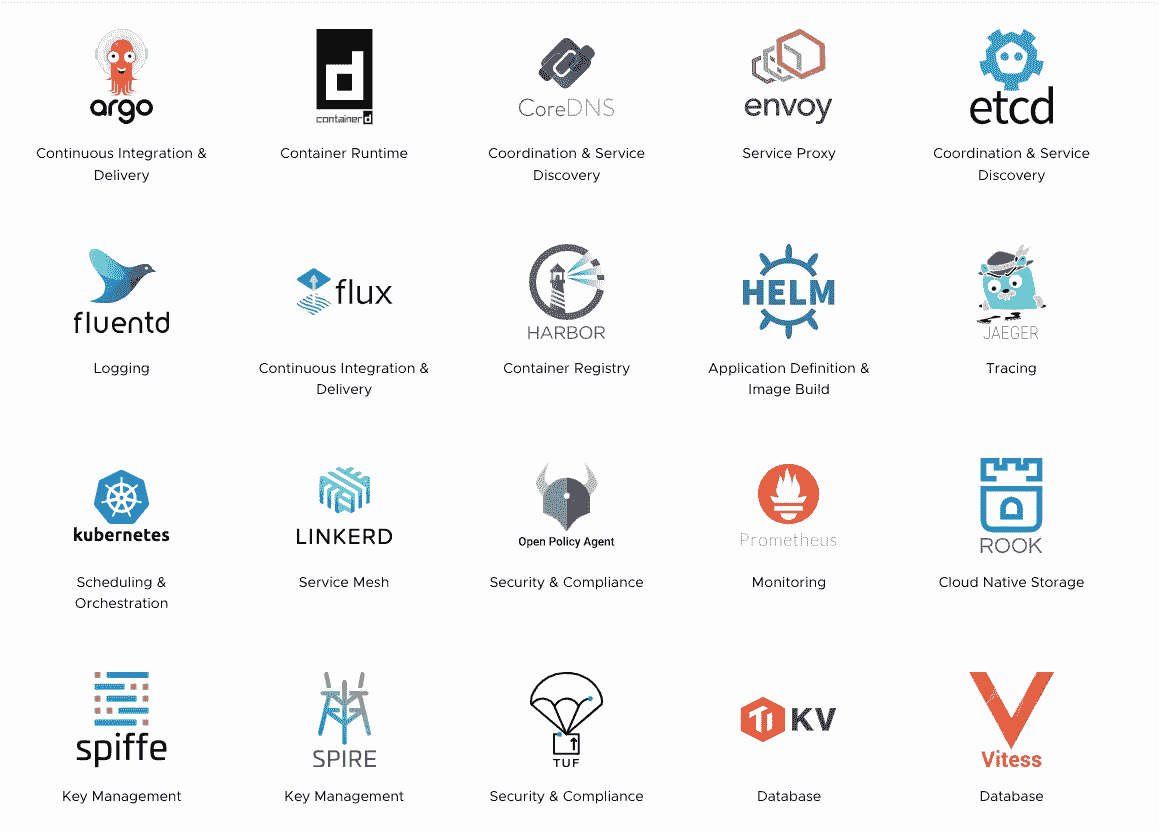 argo
d
containerd
CoreDNS
envoy
etcd
Continuous Integration &
Delivery
Container Runtime
Coordination & Service
Discovery
Service Proxy
Coordination & Service
Discovery
fluentd
flux
HARBOR
HELM
JAEGER
Logging
Continuous Integration &
Delivery
Container Registry
Application Definition &
Image Build
Tracing
kubernetes
LINKERD
Open Policy Agent
Prometheus
ROOK
Scheduling &
Orchestration
Service Mesh
Security & Compliance
Monitoring
Cloud Native Storage
spiffe
SPIRE
TUF
TiKV
Vitess
Key Management
Key Management
Security & Compliance
Database
Database